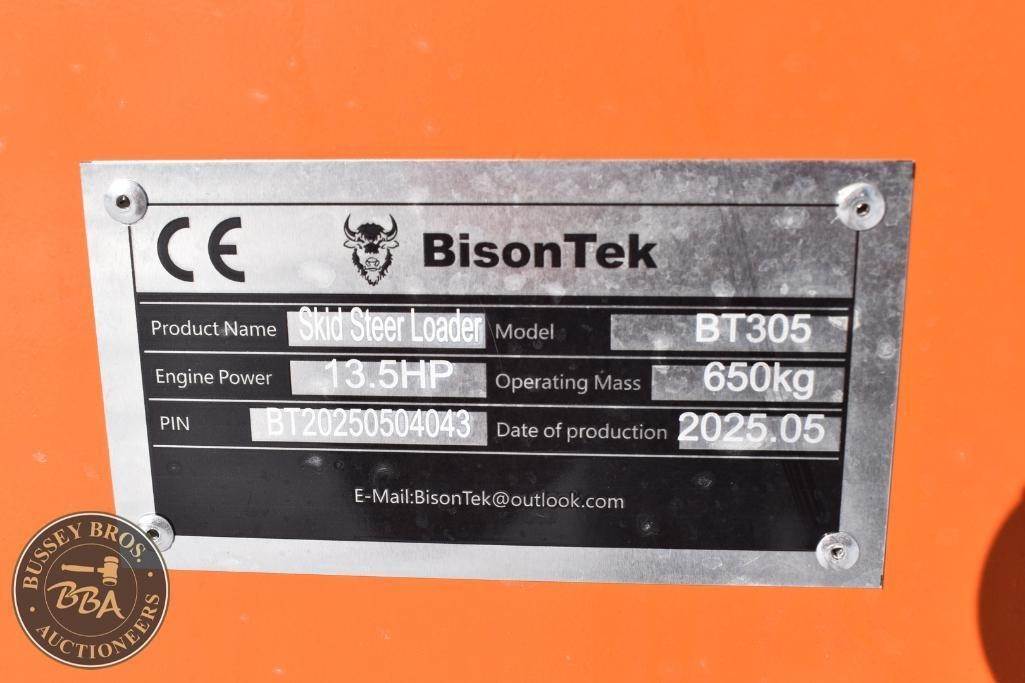 CE BisonTek
Product Name Skid Steer Loader Model BT305
Engine Power 13.5HP Operating Mass 650kg
PIN BT20250504043 Date of production 2025.05
E-Mail:BisonTek@outlook.com
BUSSEY BROS.
BBA
AUCTIONEERS